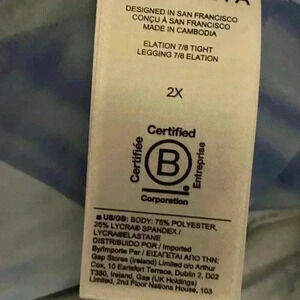 DESIGNED IN SAN FRANCISCO
CONÇU À SAN FRANCISCO
MADE IN CAMBODIA
ELATION 7/8 TIGHT
LEGGING 7/8 ELATION
2X
Certified
Certifiée
B
Entreprise
Corporation
US/GB: BODY: 75% POLYESTER,
25% LYCRA® SPANDEX /
LYCRA®ELASTANE
DISTRIBUIDO POR / Imported
By/Importe Par / ΕΙΣΑΓΕΤΑΙ ΑΠΟ ΤΗΝ:
Gap Stores (Ireland) Limited c/o Arthur
Cox, 10 Earlsfort Terrace, Dublin 2, D02
T380, Ireland, Gap (UK Holdings)
Limited, 2nd Floor Nations House, 103